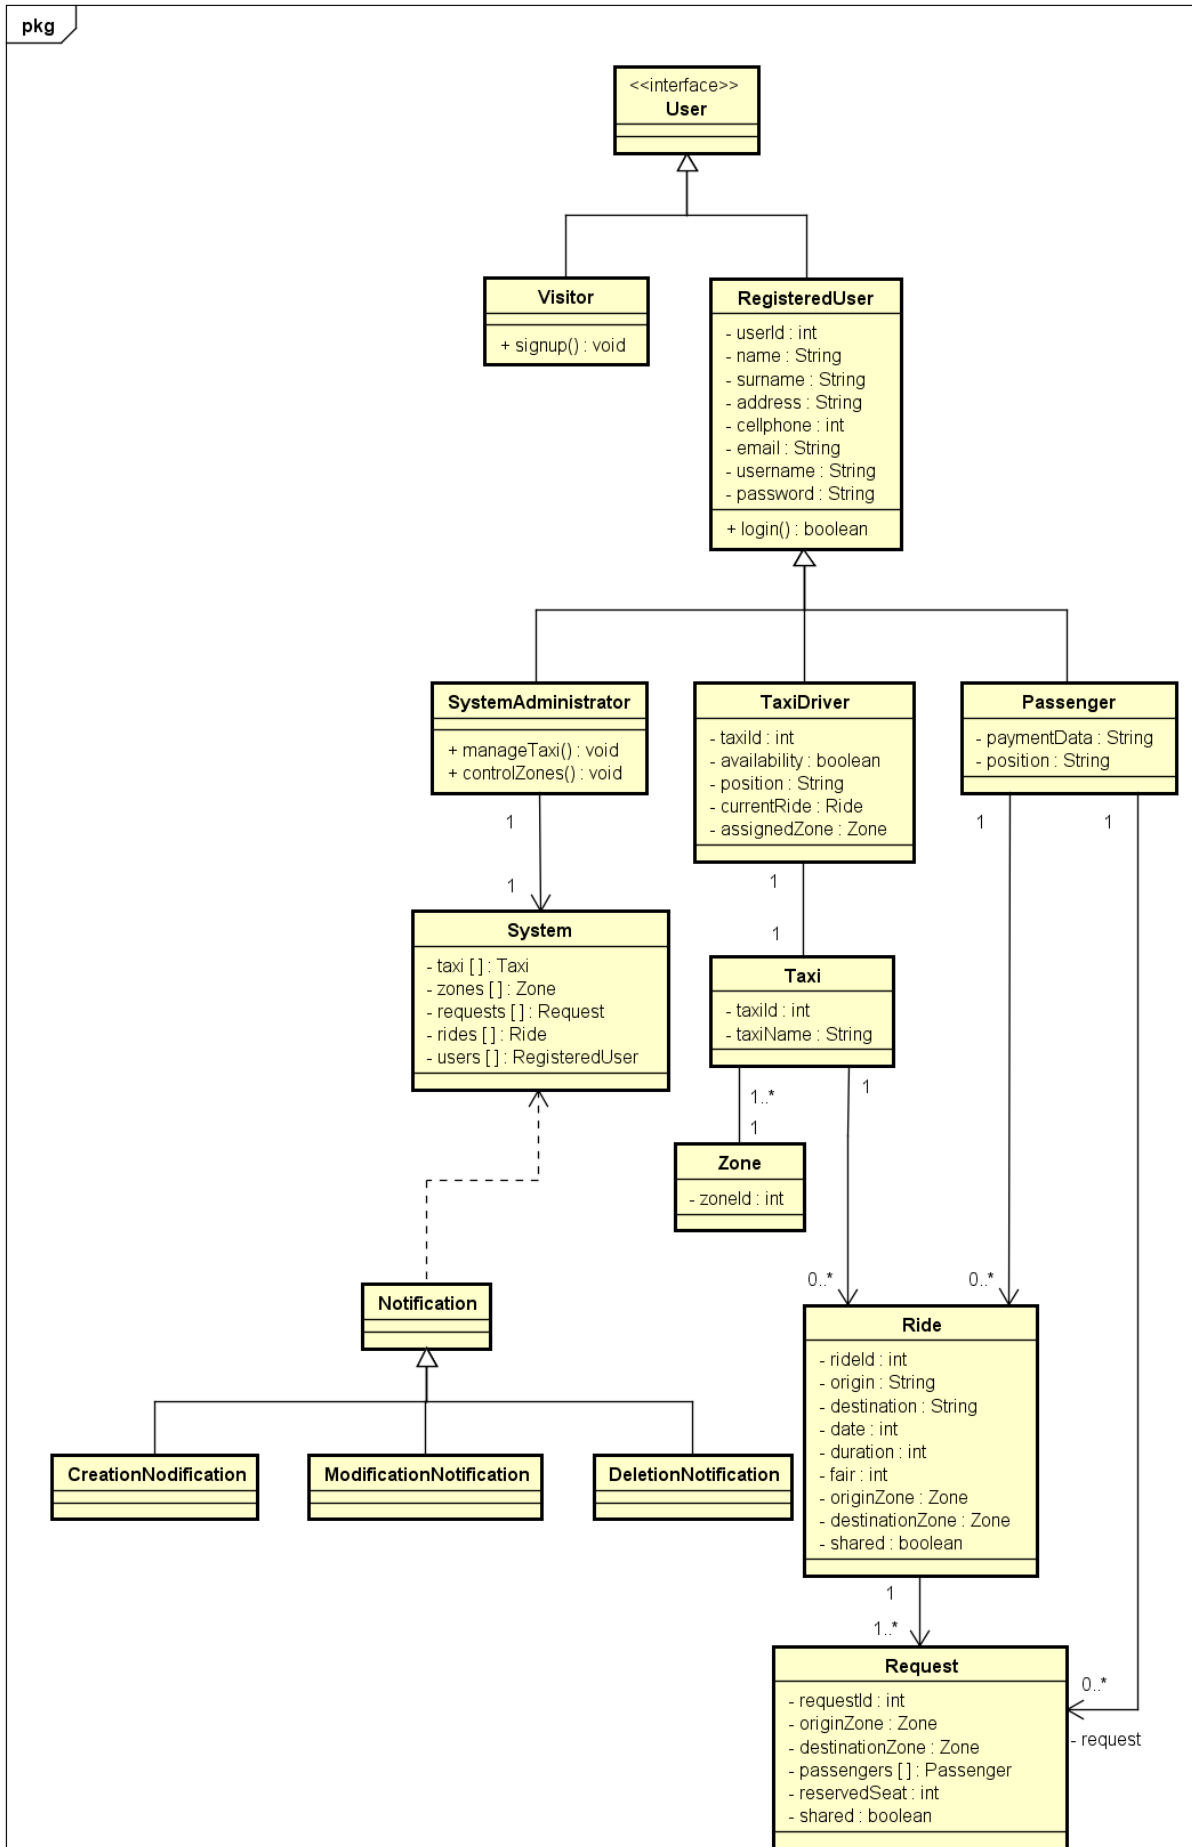 pkg
<<interface>>
User
Visitor
+ signup() : void
RegisteredUser
- userId : int
- name : String
- surname : String
- address : String
- cellphone : int
- email : String
- username : String
- password : String
+ login() : boolean
SystemAdministrator
+ manageTaxi() : void
+ controlZones() : void
TaxiDriver
- taxiId : int
- availability : boolean
- position : String
- currentRide : Ride
- assignedZone : Zone
Passenger
- paymentData : String
- position : String
1
1
1
1
1
1
System
- taxi [ ] : Taxi
- zones [ ] : Zone
- requests [ ] : Request
- rides [ ] : Ride
- users [ ] : RegisteredUser
Taxi
- taxiId : int
- taxiName : String
1..*
1
1
Zone
- zoneId : int
0..*
0..*
Notification
CreationNodification
ModificationNotification
DeletionNotification
Ride
- rideId : int
- origin : String
- destination : String
- date : int
- duration : int
- fair : int
- originZone : Zone
- destinationZone : Zone
- shared : boolean
1
1..*
Request
- requestId : int
- originZone : Zone
- destinationZone : Zone
- passengers [ ] : Passenger
- reservedSeat : int
- shared : boolean
0..*
- request